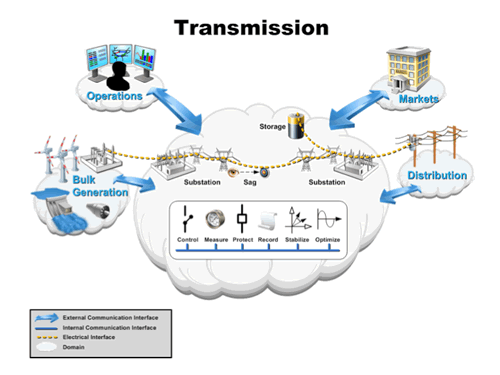 Transmission
Operations
Markets
Storage
Bulk
Generation
Substation
Sag
Substation
Distribution
Control
Measure
Protect
Record
Stabilize
Optimize
External Communication Interface
Internal Communication Interface
Electrical Interface
Domain